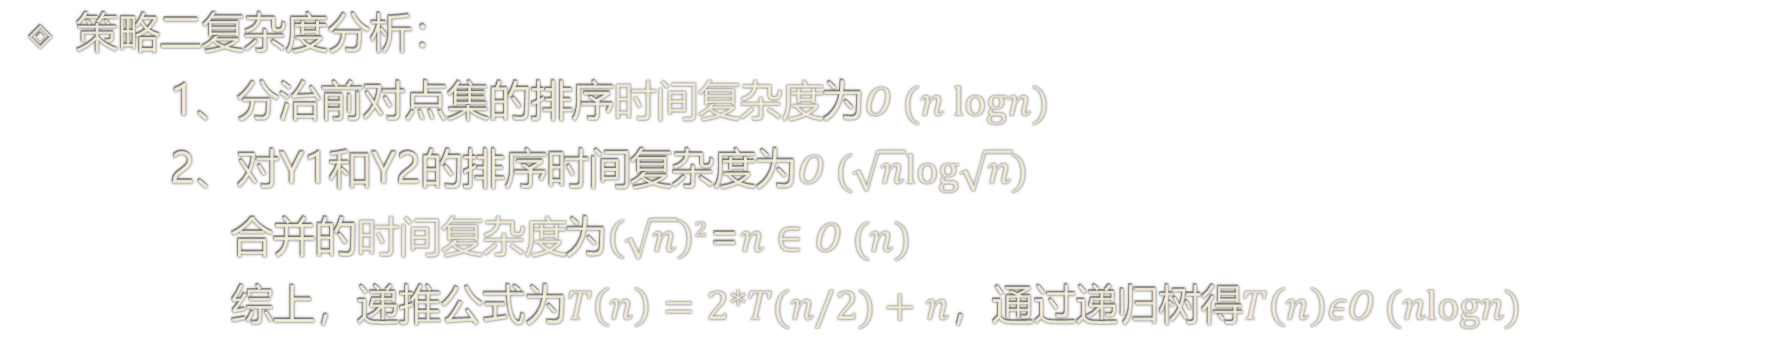 策略二复杂度分析：
1、分治前对点集的排序时间复杂度为O (n logn)
2、对Y1和Y2的排序时间复杂度为O (√n log√n)
合并的时间复杂度为(√n)²=n ∈ O (n)
综上，递推公式为T(n) = 2*T(n/2) + n，通过递归树得T(n)ϵO (nlogn)